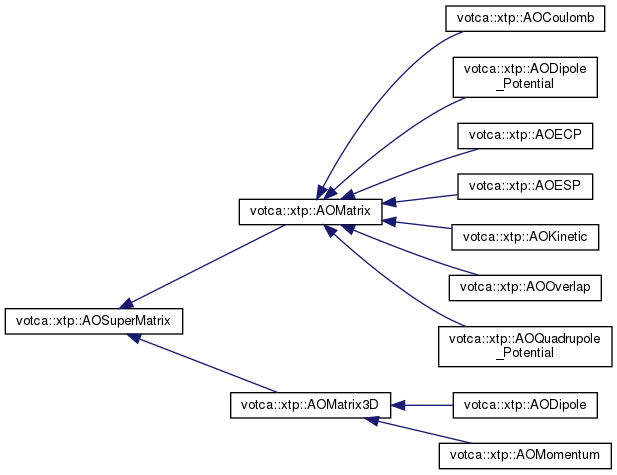 votca::xtp::AOCoulomb
votca::xtp::AODipole
_Potential
votca::xtp::AOECP
votca::xtp::AOESP
votca::xtp::AOMatrix
votca::xtp::AOKinetic
votca::xtp::AOOverlap
votca::xtp::AOSuperMatrix
votca::xtp::AOQuadrupole
_Potential
votca::xtp::AOMatrix3D
votca::xtp::AODipole
votca::xtp::AOMomentum